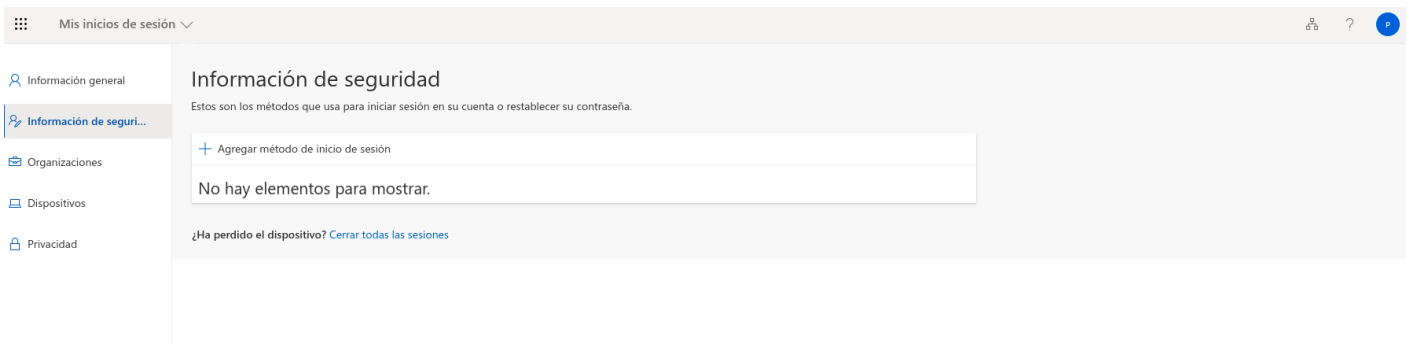 Mis inicios de sesión
P
Información general
Información de seguri...
Organizaciones
Dispositivos
Privacidad
Información de seguridad
Estos son los métodos que usa para iniciar sesión en su cuenta o restablecer su contraseña.
Agregar método de inicio de sesión
No hay elementos para mostrar.
¿Ha perdido el dispositivo? Cerrar todas las sesiones